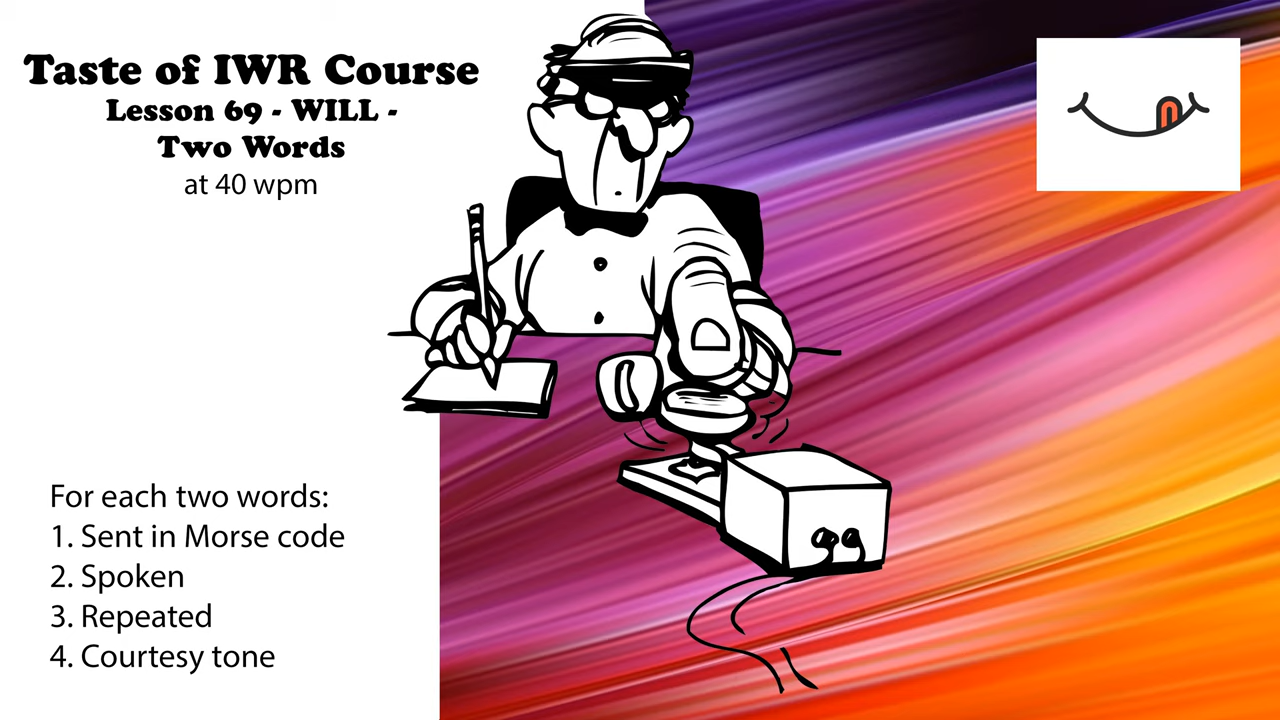 Taste of IWR Course
Lesson 69 - WILL -
Two Words
at 40 wpm
For each two words:
1. Sent in Morse code
2. Spoken
3. Repeated
4. Courtesy tone